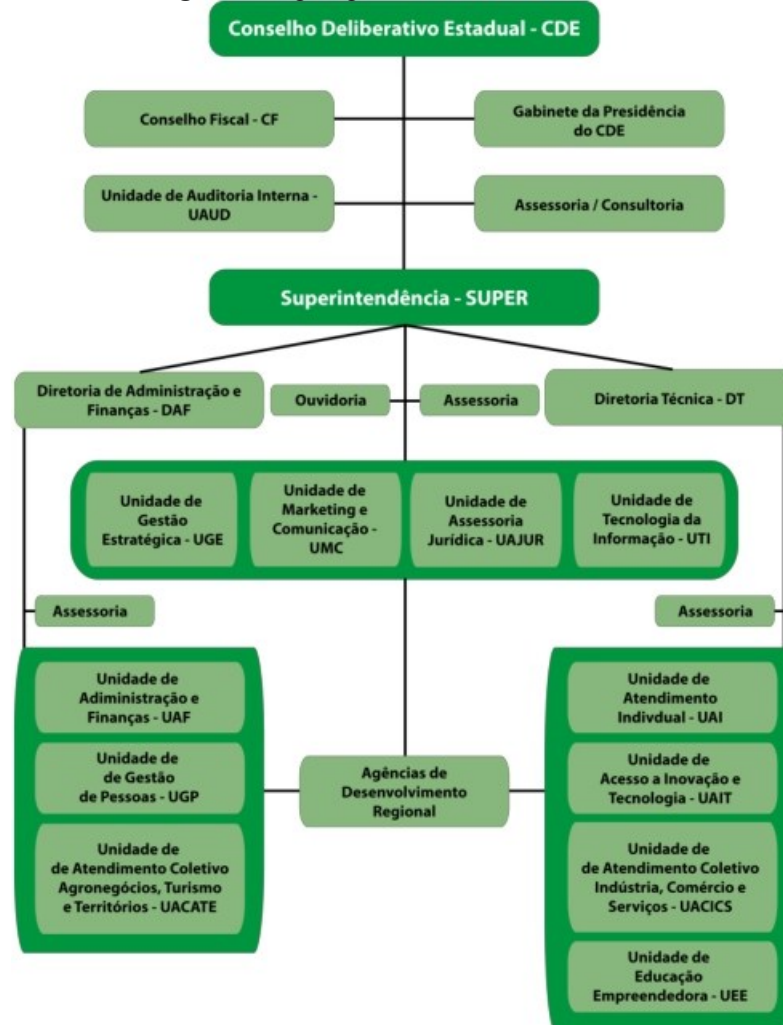 Conselho Deliberativo Estadual - CDE
Conselho Fiscal - CF
Gabinete da Presidência
do CDE
Unidade de Auditoria Interna -
UAUD
Assessoria / Consultoria
Superintendência - SUPER
Diretoria de Administração e
Finanças - DAF
Ouvidoria
Assessoria
Diretoria Técnica - DT
Unidade de
Gestão
Estratégica - UGE
Unidade de
Marketing e
Comunicação -
UMC
Unidade de
Assessoria
Jurídica - UAJUR
Unidade de
Tecnologia da
Informação - UTI
Assessoria
Assessoria
Unidade de
Adiministração e
Finanças - UAF
Unidade de
de Gestão
de Pessoas - UGP
Unidade de
de Atendimento Coletivo
Agronegócios, Turismo
e Territórios - UACATE
Agências de
Desenvolvimento
Regional
Unidade de
Atendimento
Indivdual - UAI
Unidade de
Acesso a Inovação e
Tecnologia - UAIT
Unidade de
de Atendimento Coletivo
Indústria, Comércio e
Serviços - UACICS
Unidade de
Educação
Empreendedora - UEE